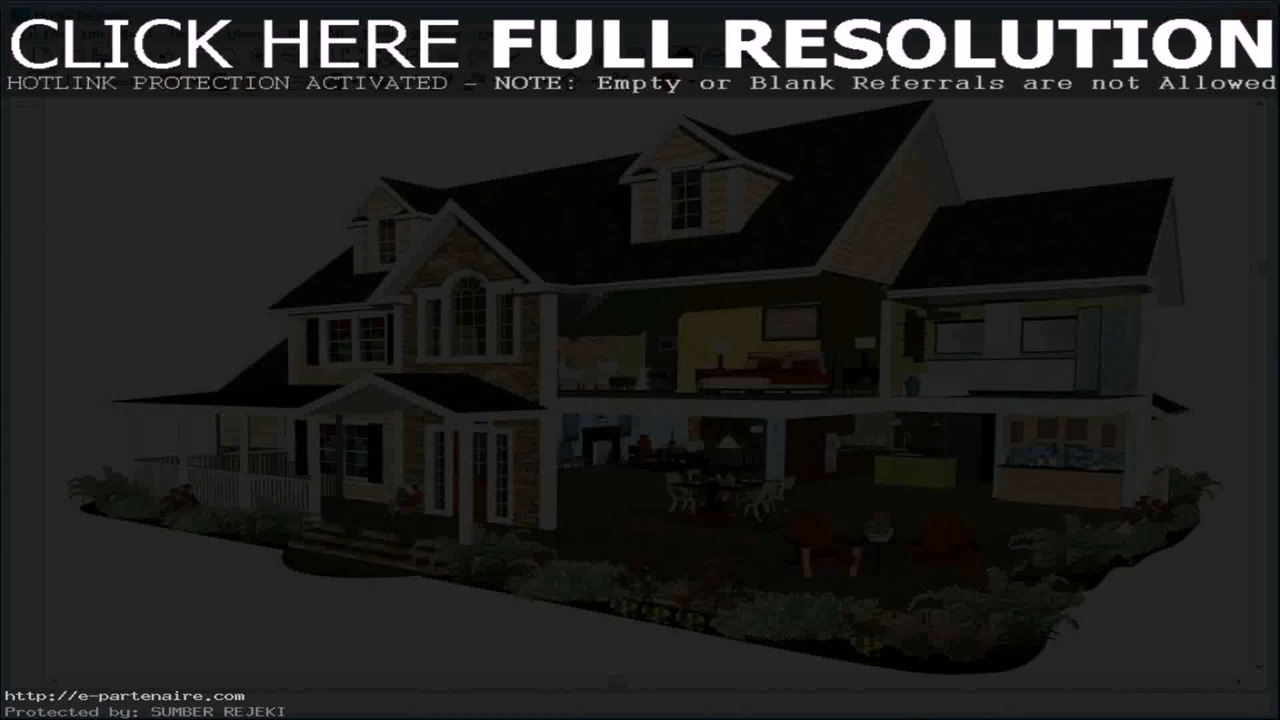 CLICK HERE FULL RESOLUTION
HOTLINK PROTECTION ACTIVATED - NOTE: Empty or Blank Referrals are not Allowed
http://e-partenaire.com
Protected by: SUMBER REJEKI